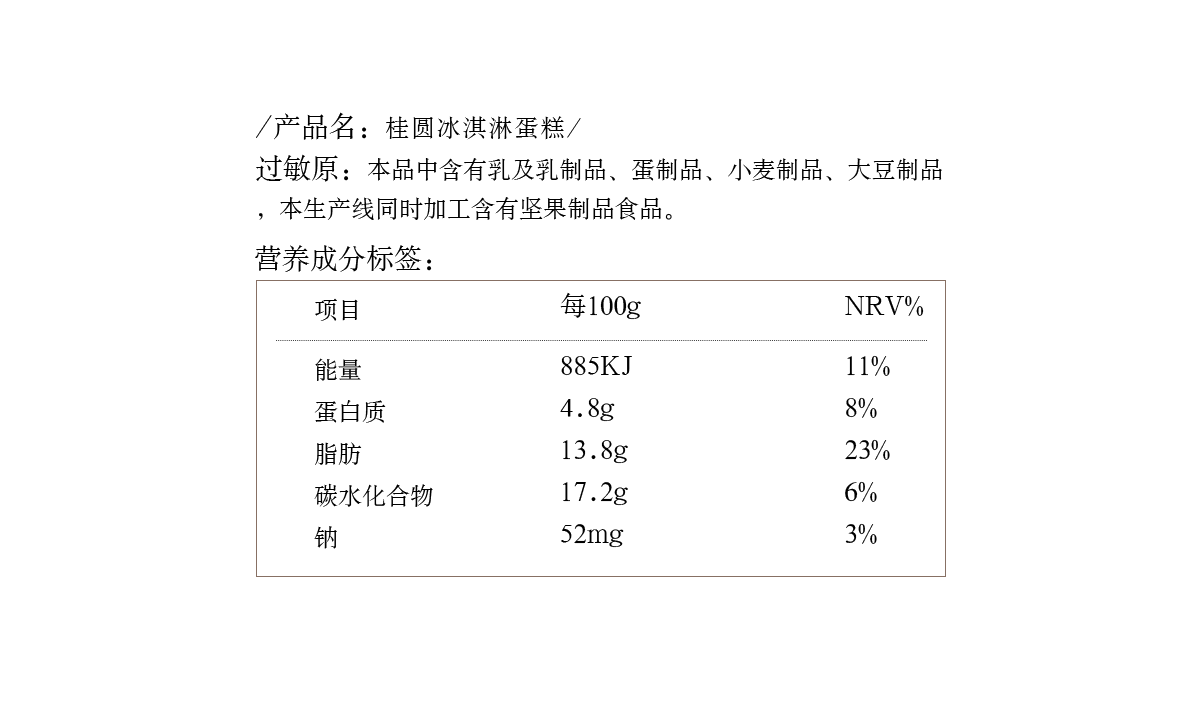 /产品名：桂圆冰淇淋蛋糕/
过敏原：本品中含有乳及乳制品、蛋制品、小麦制品、大豆制品
，本生产线同时加工含有坚果制品食品。
营养成分标签：
项目 每100g NRV%
能量 885KJ 11%
蛋白质 4.8g 8%
脂肪 13.8g 23%
碳水化合物 17.2g 6%
钠 52mg 3%